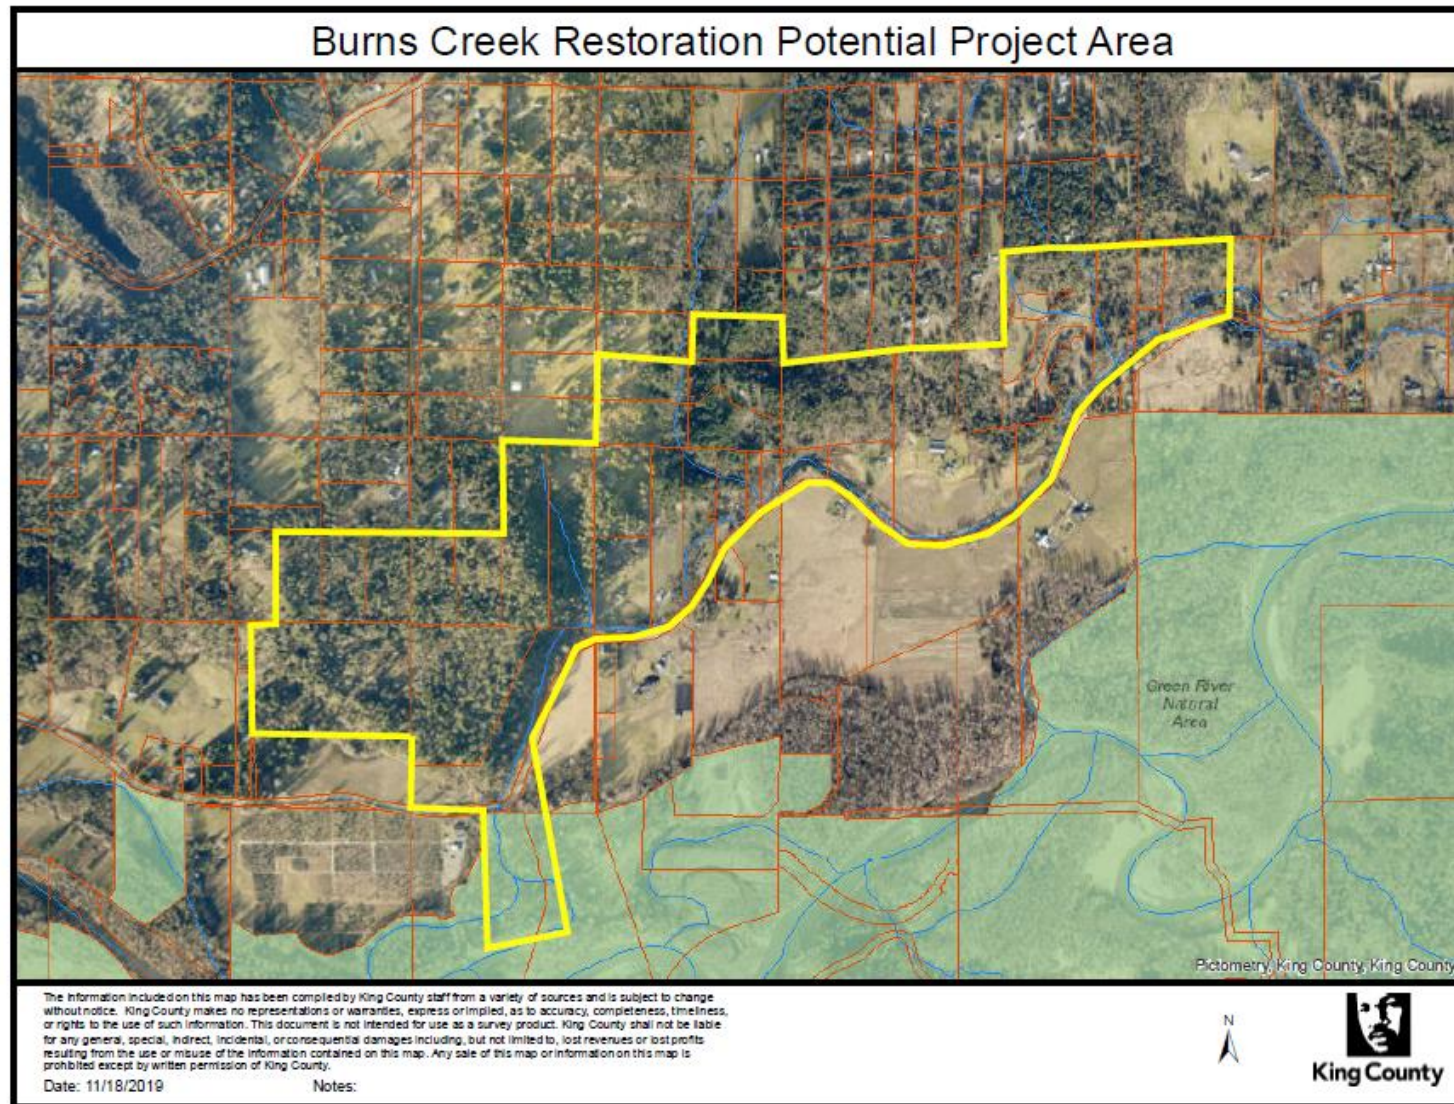 Burns Creek Restoration Potential Project Area
Green River
Natural
Area
Pictometry, King County, King County
The information included on this map has been compiled by King County staff from a variety of sources and is subject to change
without notice. King County makes no representations or warranties, express or implied, as to accuracy, completeness, timeliness,
or rights to the use of such information. This document is not intended for use as a survey product. King County shall not be liable
for any general, special, indirect, incidental, or consequential damages including, but not limited to, lost revenues or lost profits
resulting from the use or misuse of the information contained on this map. Any sale of this map or information on this map is
prohibited except by written permission of King County.
Date: 11/18/2019
Notes:
N
King County